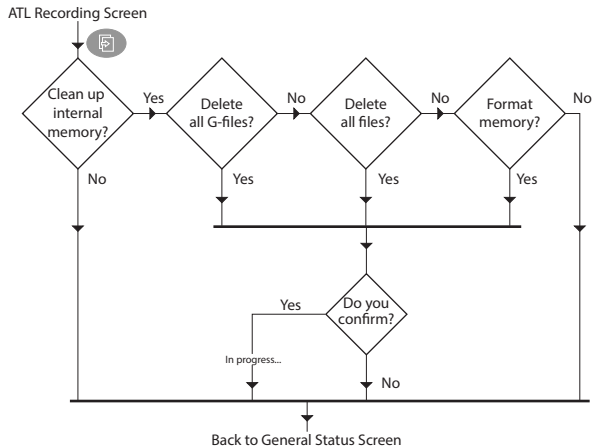 ATL Recording Screen
Clean up
internal
memory?
Yes
Delete
all G-files?
No
Delete
all files?
No
Format
memory?
No
No
Yes
Yes
Yes
Do you
confirm?
Yes
In progress...
No
Back to General Status Screen